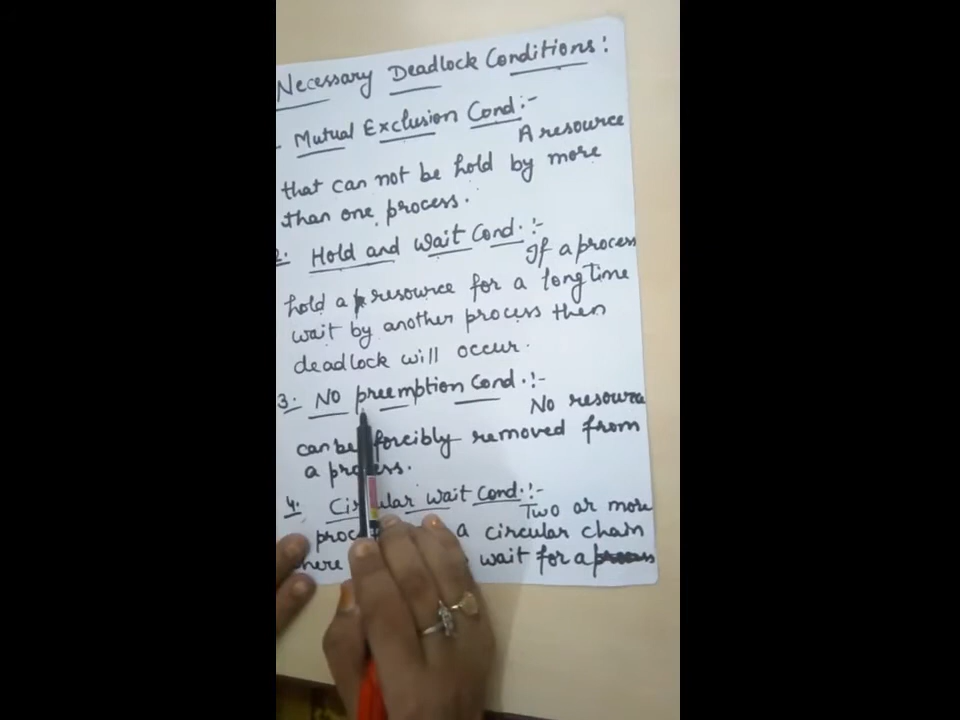 Necessary Deadlock Conditions:
Mutual Exclusion Cond:-
A resource
that can not be hold by more
than one process.
2. Hold and Wait Cond.:-
If a process
hold a resource for a long Time
wait by another process then
deadlock will occur.
3. No preemption Cond.:-
No resource
can be forcibly removed from
a process.
4. Circular wait Cond.:-
Two or more
a circular chain
wait for a process